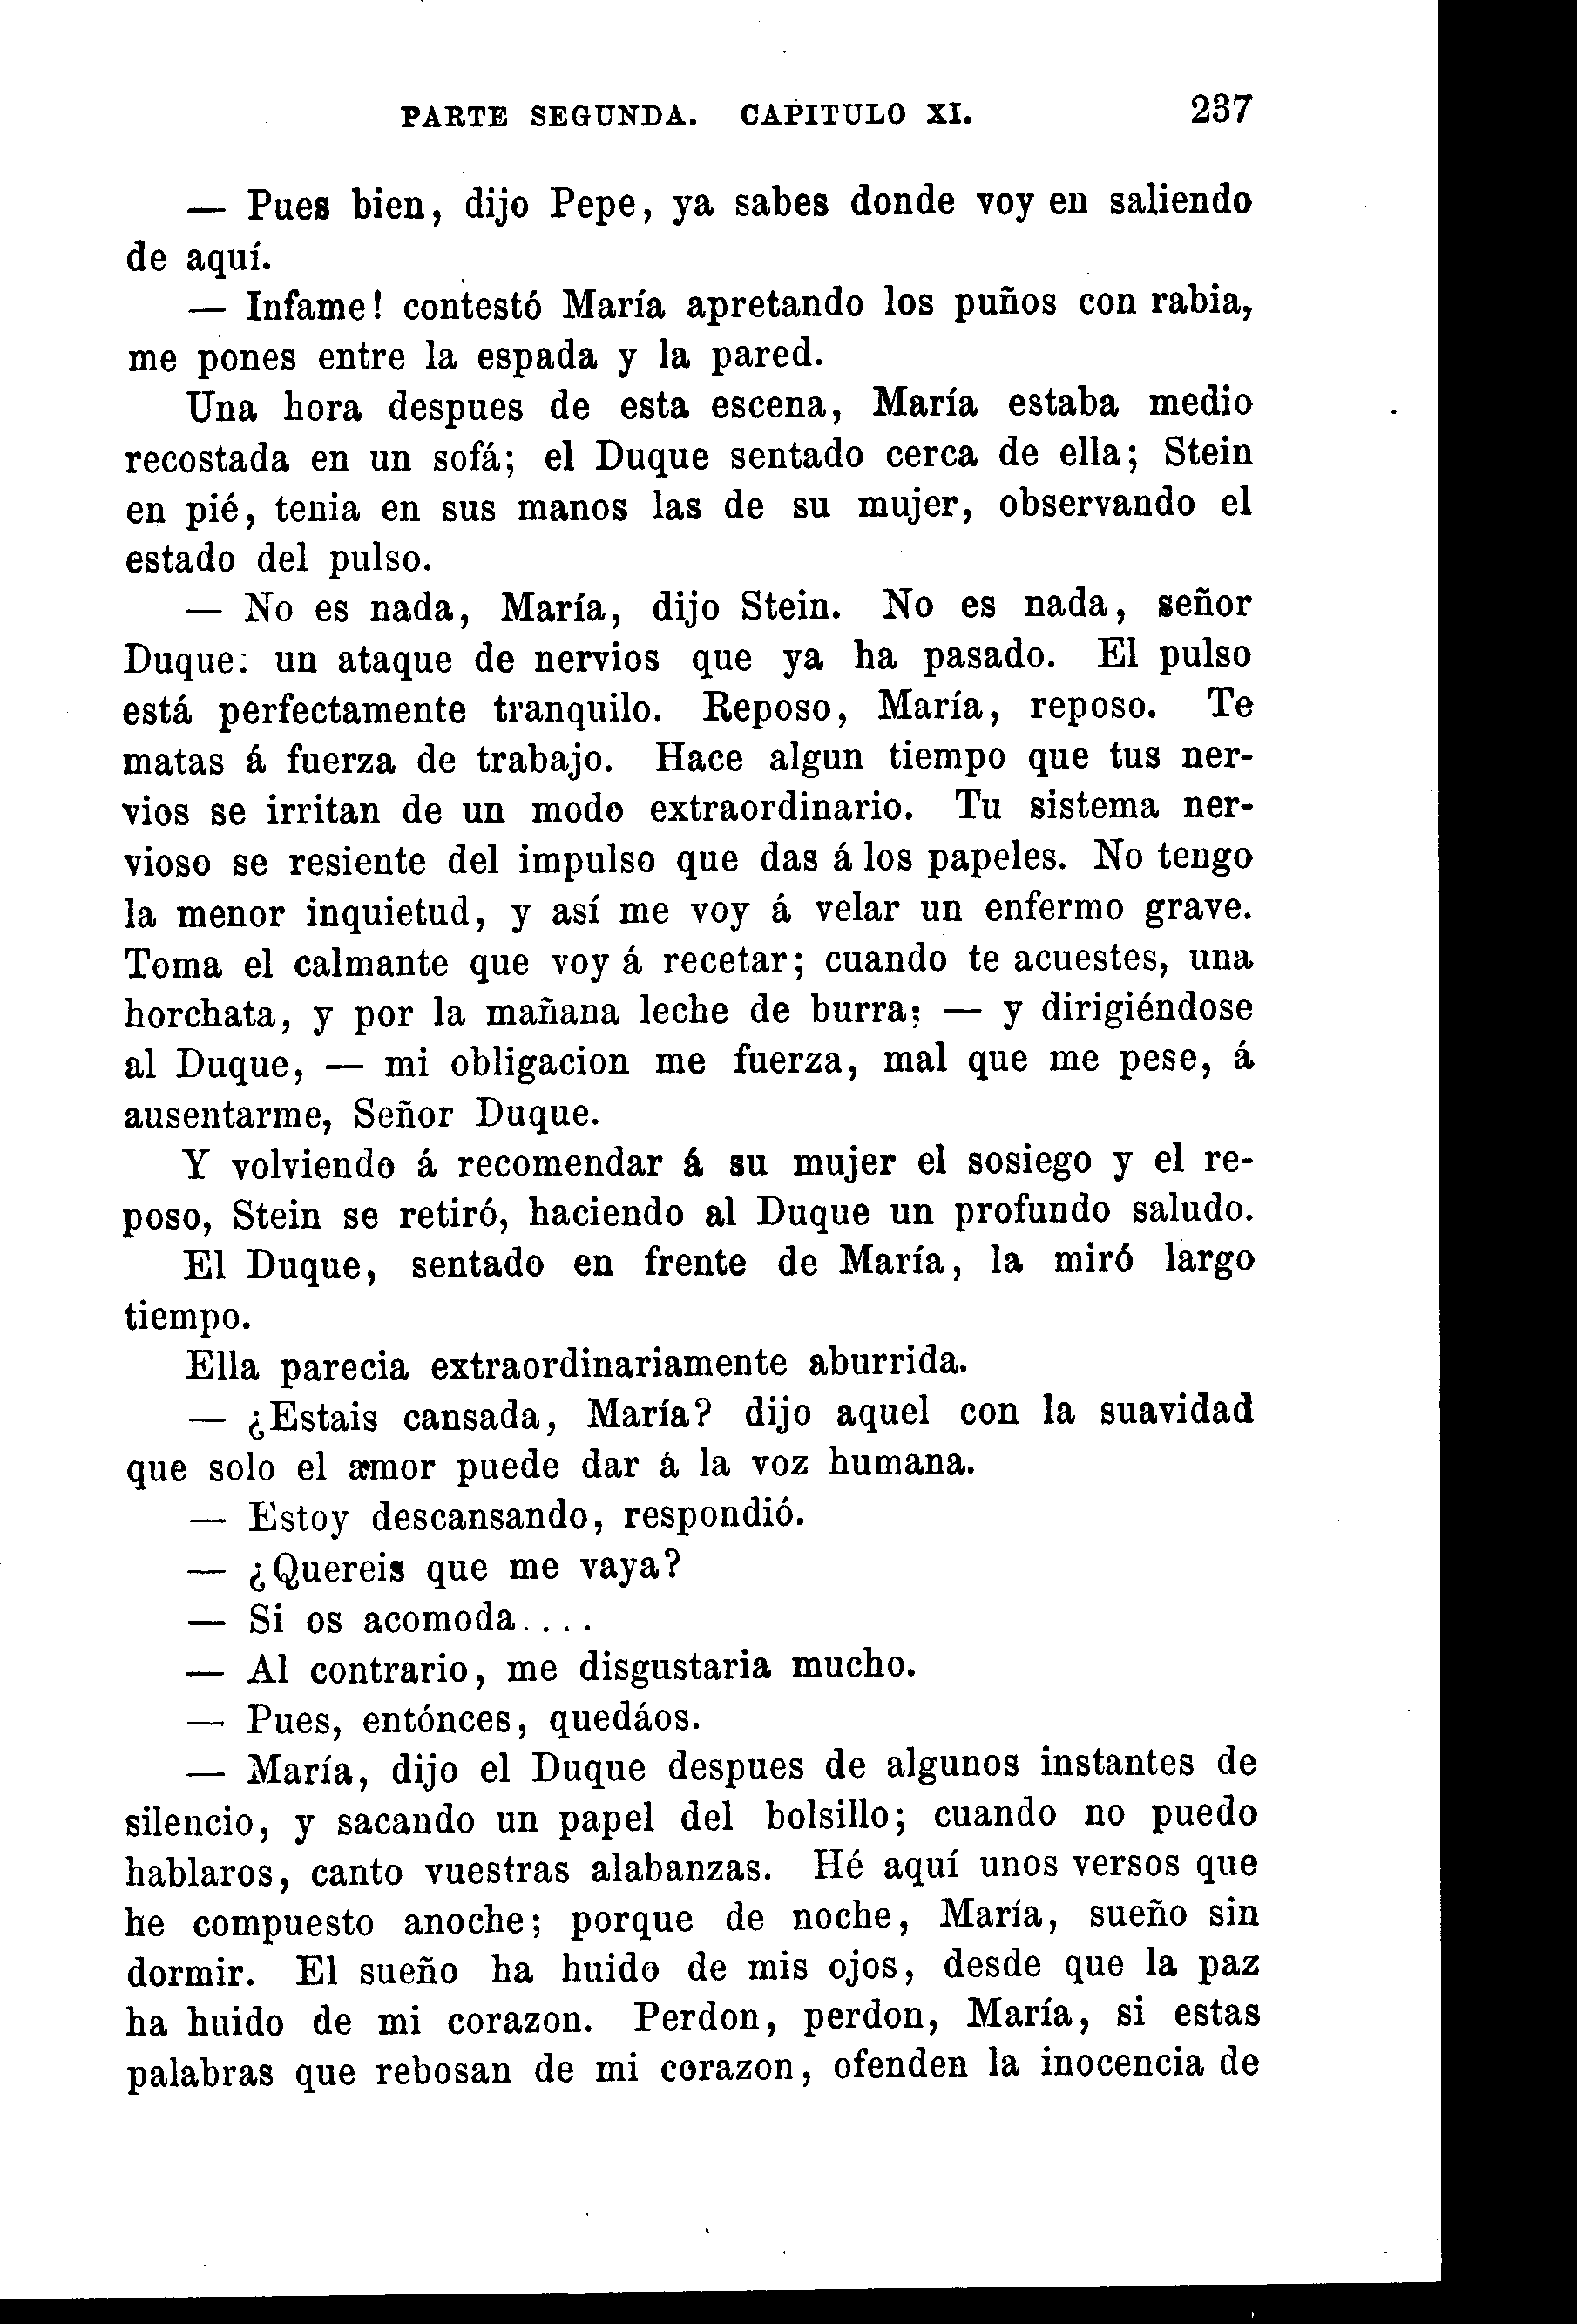 PARTE SEGUNDA. CAPITULO XI. 237
— Pues bien, dijo Pepe, ya sabes donde voy en saliendo
de aquí.
— Infame! contestó María apretando los puños con rabia,
me pones entre la espada y la pared.
Una hora despues de esta escena, María estaba medio
recostada en un sofá; el Duque sentado cerca de ella; Stein
en pié, tenia en sus manos las de su mujer, observando el
estado del pulso.
— No es nada, María, dijo Stein. No es nada, señor
Duque: un ataque de nervios que ya ha pasado. El pulso
está perfectamente tranquilo. Reposo, María, reposo. Te
matas á fuerza de trabajo. Hace algun tiempo que tus ner-
vios se irritan de un modo extraordinario. Tu sistema ner-
vioso se resiente del impulso que das á los papeles. No tengo
la menor inquietud, y así me voy á velar un enfermo grave.
Toma el calmante que voy á recetar; cuando te acuestes, una
horchata, y por la mañana leche de burra; — y dirigiéndose
al Duque, — mi obligacion me fuerza, mal que me pese, á
ausentarme, Señor Duque.
Y volviendo á recomendar á su mujer el sosiego y el re-
poso, Stein se retiró, haciendo al Duque un profundo saludo.
El Duque, sentado en frente de María, la miró largo
tiempo.
Ella parecia extraordinariamente aburrida.
— ¿Estais cansada, María? dijo aquel con la suavidad
que solo el amor puede dar á la voz humana.
— Estoy descansando, respondió.
— ¿Quereis que me vaya?
— Si os acomoda....
— Al contrario, me disgustaria mucho.
— Pues, entónces, quedáos.
— María, dijo el Duque despues de algunos instantes de
silencio, y sacando un papel del bolsillo; cuando no puedo
hablaros, canto vuestras alabanzas. Hé aquí unos versos que
he compuesto anoche; porque de noche, María, sueño sin
dormir. El sueño ha huido de mis ojos, desde que la paz
ha huido de mi corazon. Perdon, perdon, María, si estas
palabras que rebosan de mi corazon, ofenden la inocencia de